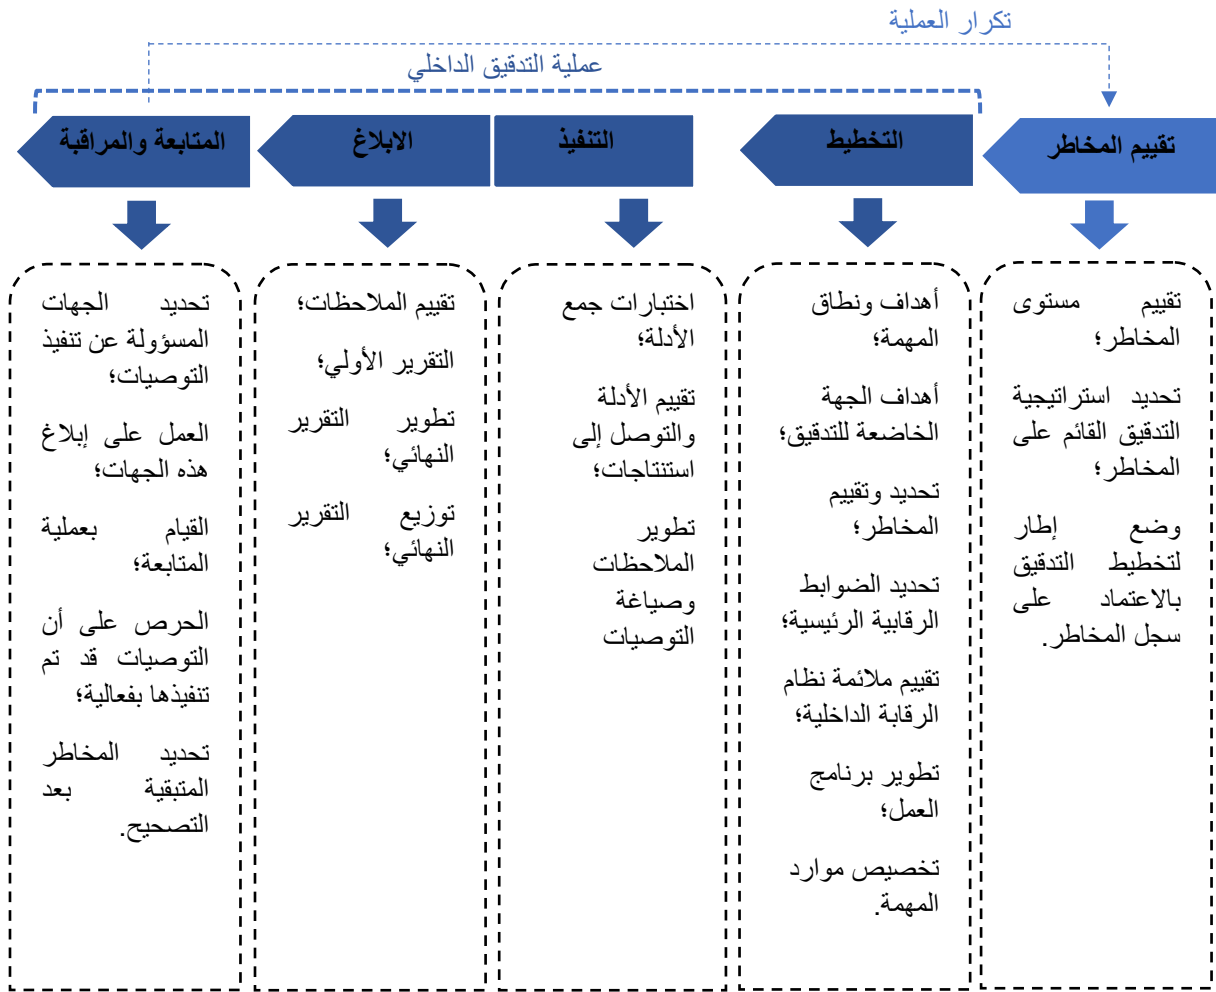 تكرار العملية
عملية التدقيق الداخلي
تقييم المخاطر
التخطيط
التنفيذ
الابلاغ
المتابعة والمراقبة
تقييم مستوى
المخاطر؛
تحديد استراتيجية
التدقيق القائم على
المخاطر؛
وضع إطار
لتخطيط التدقيق
بالاعتماد على
سجل المخاطر.
أهداف ونطاق
المهمة؛
أهداف الجهة
الخاضعة للتدقيق؛
تحديد وتقييم
المخاطر؛
تحديد الضوابط
الرقابية الرئيسية؛
تقييم ملائمة نظام
الرقابة الداخلية؛
تطوير برنامج
العمل؛
تخصيص موارد
المهمة.
اختبارات جمع
الأدلة؛
تقييم الأدلة
والتوصل إلى
استنتاجات؛
تطوير
الملاحظات
وصياغة
التوصيات
تقييم الملاحظات؛
التقرير الأولي؛
تطوير التقرير
النهائي؛
توزيع التقرير
النهائي؛
تحديد الجهات
المسؤولة عن تنفيذ
التوصيات؛
العمل على إبلاغ
هذه الجهات؛
القيام بعملية
المتابعة؛
الحرص على أن
التوصيات قد تم
تنفيذها بفعالية؛
تحديد المخاطر
المتبقية بعد
التصحيح.